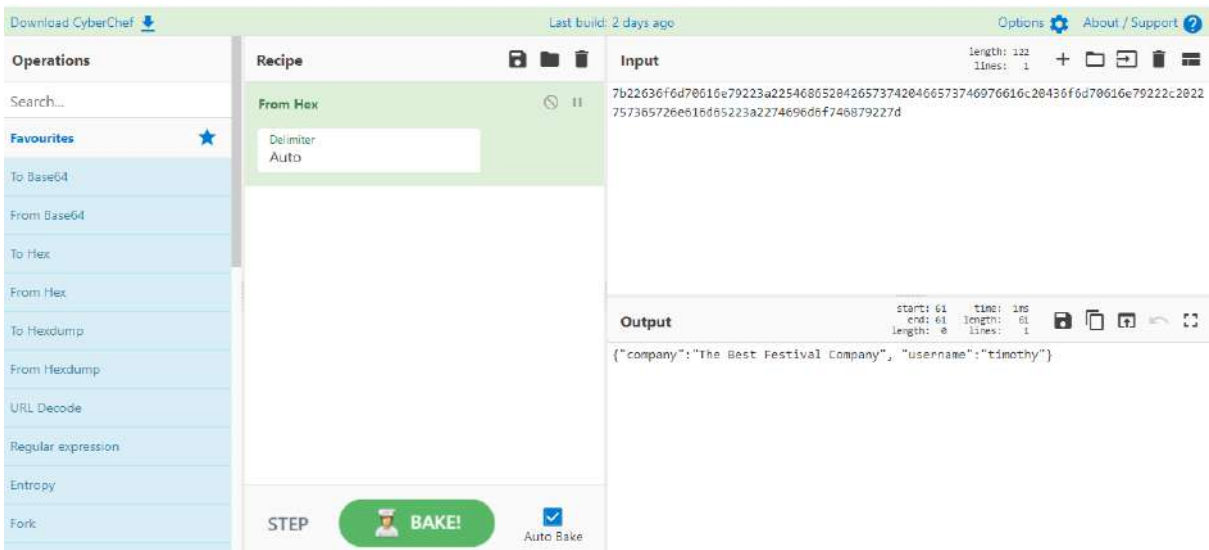 Download CyberChef
Last build: 2 days ago
Options
About / Support
Operations
Search...
Favourites
To Base64
From Base64
To Hex
From Hex
To Hexdump
From Hexdump
URL Decode
Regular expression
Entropy
Fork
Recipe
From Hex
Delimiter
Auto
STEP
BAKE!
Auto Bake
Input
length: 122
lines: 1
7b22636f6d70616e79223a22546865204265737420466573746976616c20436f6d70616e79222c2022
757365726e616d65223a2274696d6f746879227d
Output
start: 61
end: 61
length: 0
time: 1ms
length: 61
lines: 1
{"company":"The Best Festival Company", "username":"timothy"}